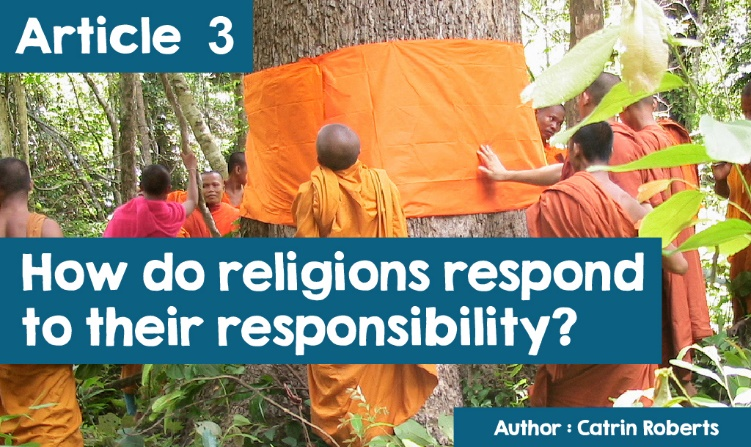 Article 3
How do religions respond
to their responsibility?
Author : Catrin Roberts